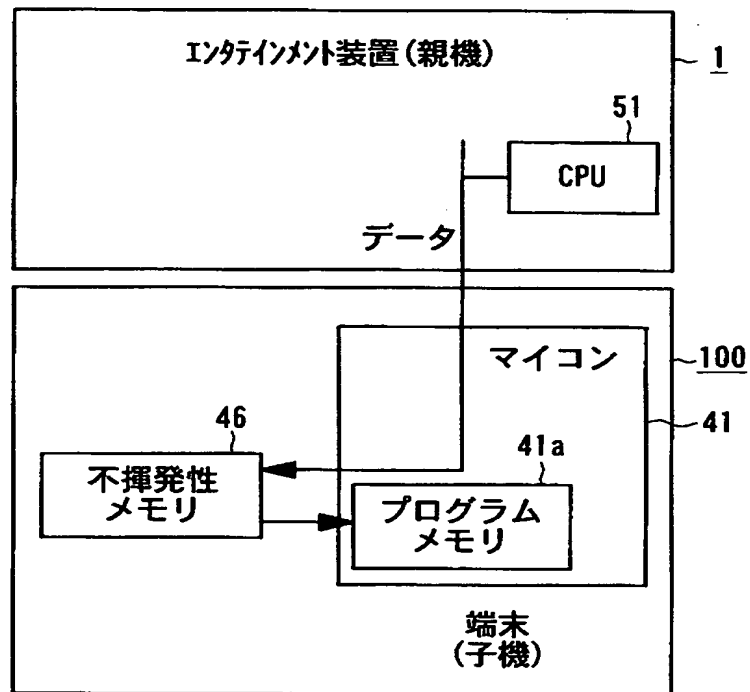 エンタテインメント装置(親機)
1
51
CPU
データ
マイコン
100
41
46
不揮発性
メモリ
41a
プログラム
メモリ
端末
(子機)